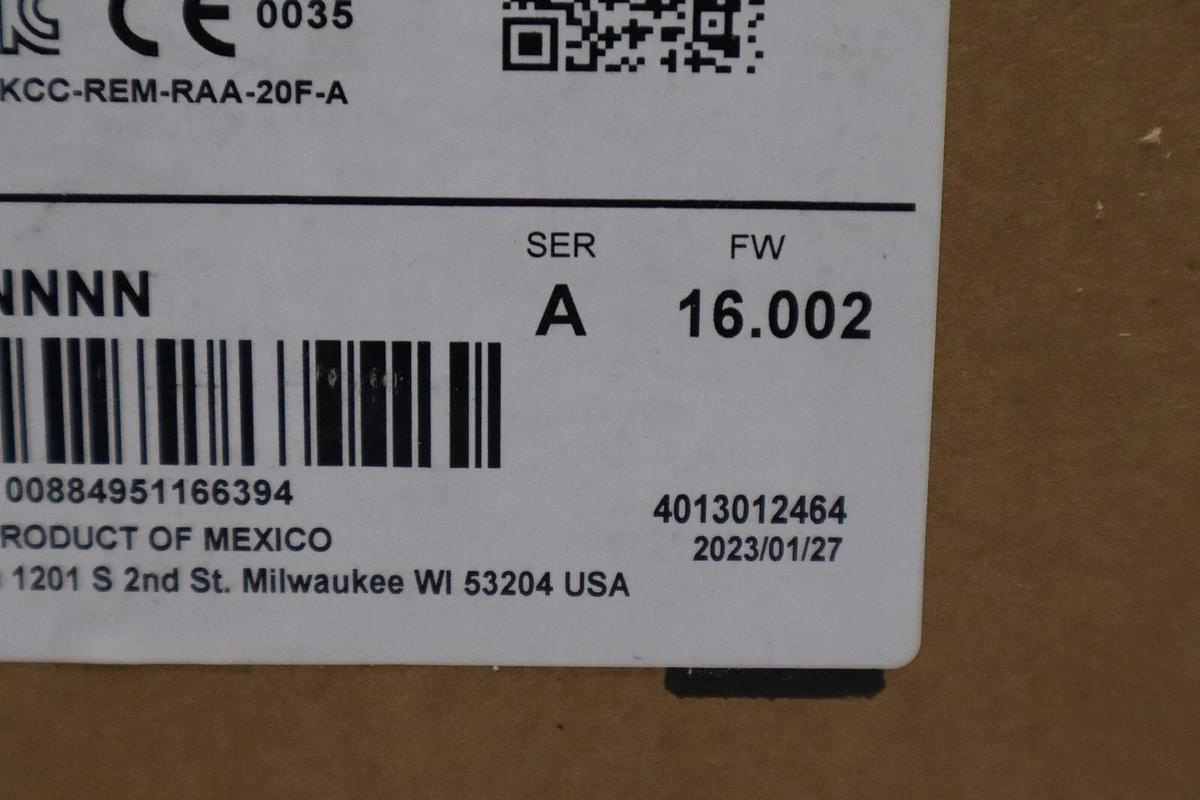 CE 0035
KCC-REM-RAA-20F-A
SER FW
NNNN A 16.002
00884951166394
4013012464
RODUCT OF MEXICO
2023/01/27
1201 S 2nd St. Milwaukee WI 53204 USA